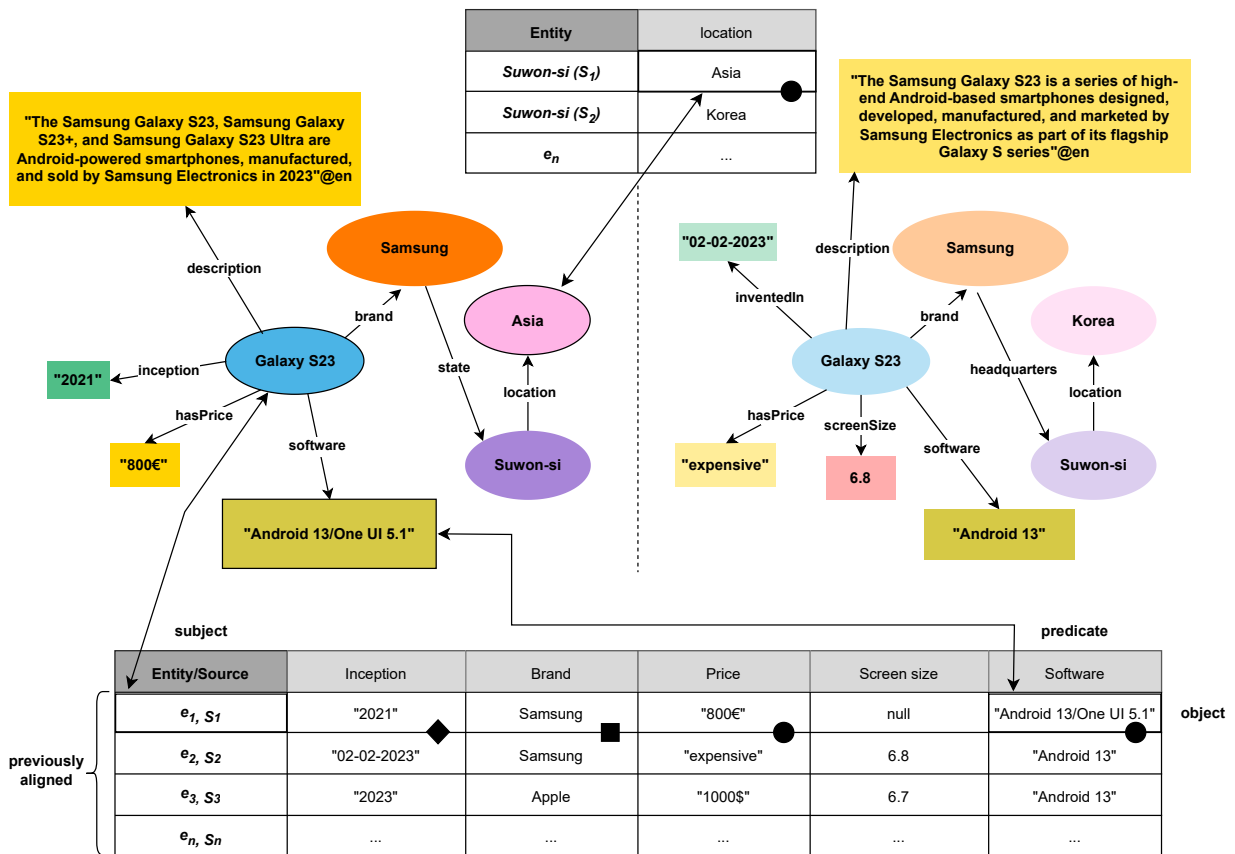 Entity location
Suwon-si (S1) Asia
Suwon-si (S2) Korea
en ...
"The Samsung Galaxy S23, Samsung Galaxy
S23+, and Samsung Galaxy S23 Ultra are
Android-powered smartphones, manufactured,
and sold by Samsung Electronics in 2023"@en
"The Samsung Galaxy S23 is a series of high-
end Android-based smartphones designed,
developed, manufactured, and marketed by
Samsung Electronics as part of its flagship
Galaxy S series"@en
description
Samsung
brand
Asia
Galaxy S23
inception
"2021"
state
location
hasPrice
"800€"
software
Suwon-si
"Android 13/One UI 5.1"
"02-02-2023"
description
Samsung
inventedIn
brand
Korea
Galaxy S23
headquarters
location
hasPrice
screenSize
software
"expensive"
6.8
Suwon-si
"Android 13"
subject
predicate
Entity/Source Inception Brand Price Screen size Software
e1, S1 "2021" Samsung "800€" null "Android 13/One UI 5.1"
object
e2, S2 "02-02-2023" Samsung "expensive" 6.8 "Android 13"
e3, S3 "2023" Apple "1000$" 6.7 "Android 13"
en, Sn ... ... ... ... ...
previously
aligned